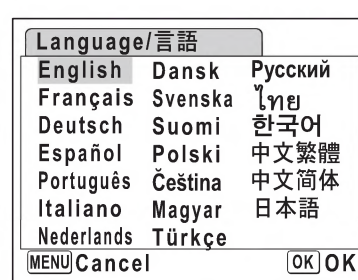 Language/言語
English Dansk Русский
Français Svenska ไทย
Deutsch Suomi 한국어
Español Polski 中文繁體
Português Čeština 中文简体
Italiano Magyar 日本語
Nederlands Türkçe
MENU Cancel OK OK